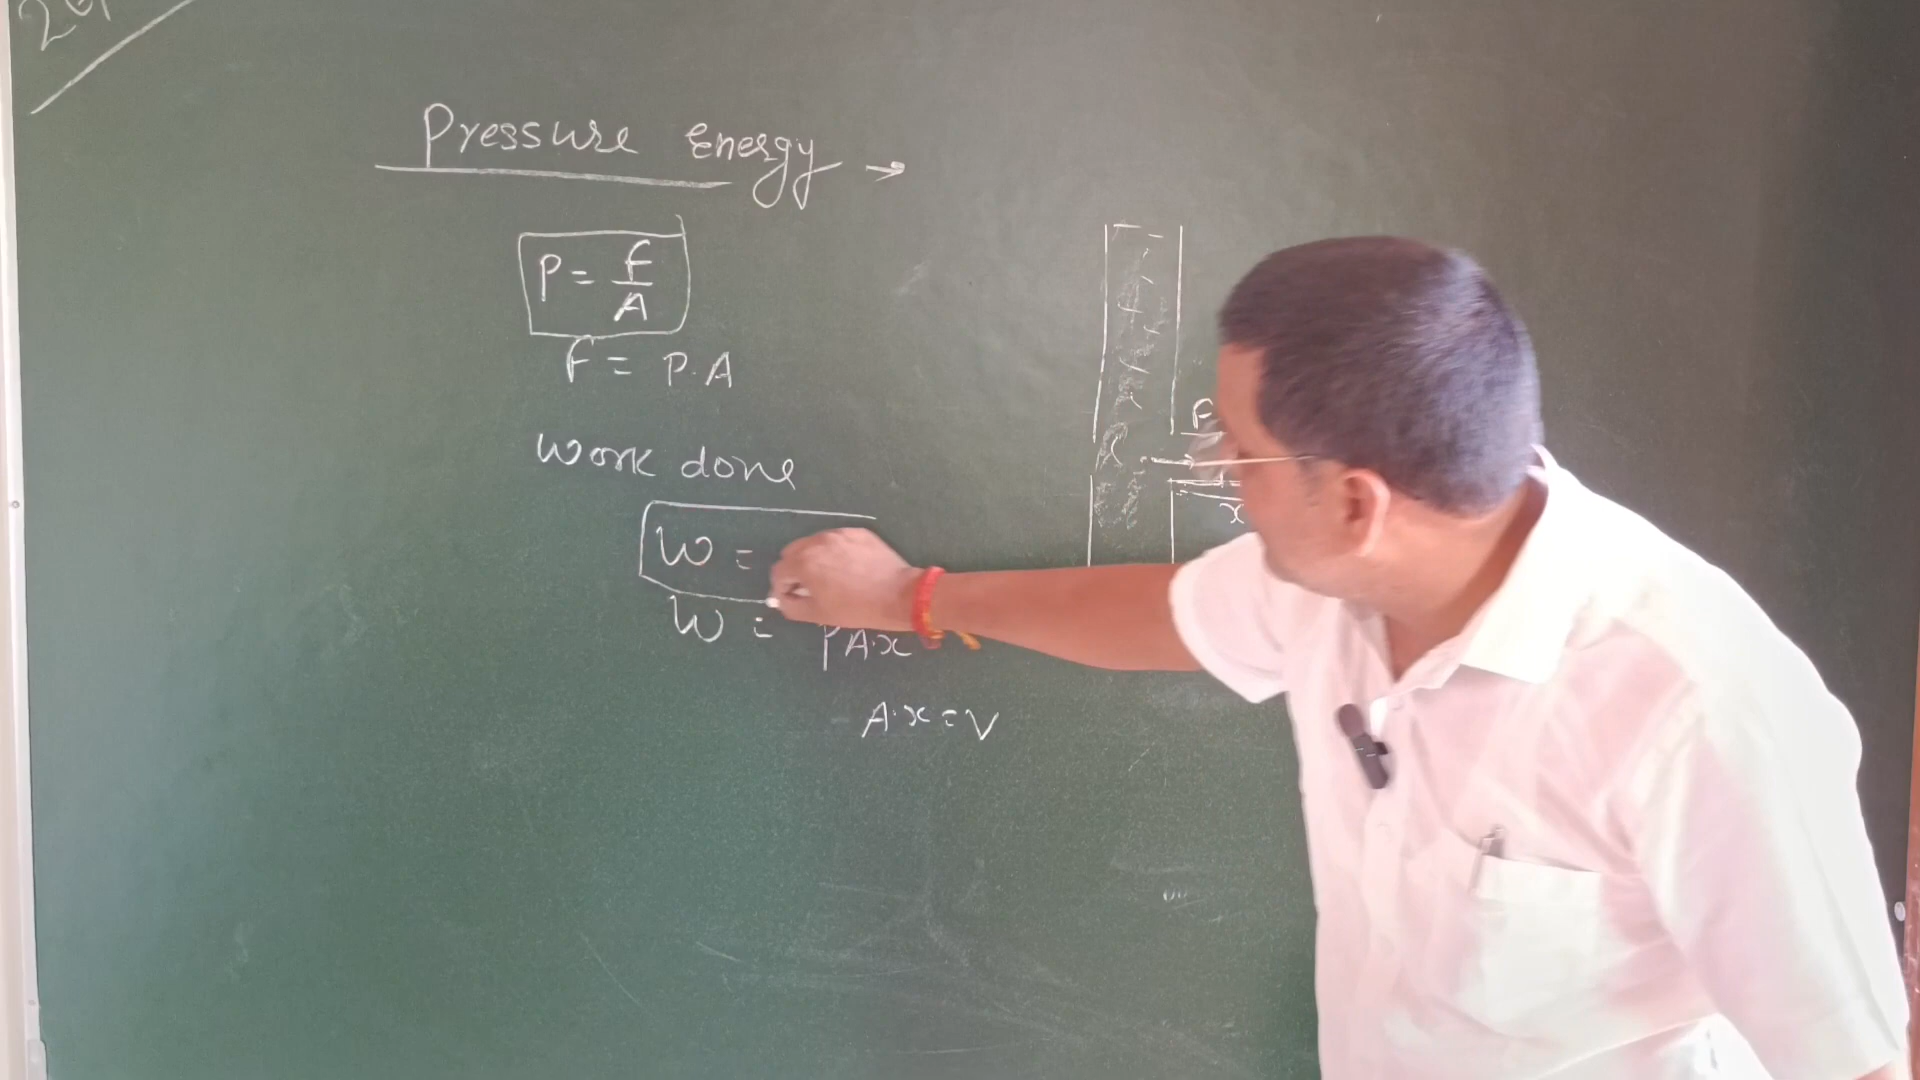 Pressure energy →
P = F/A
F = P.A
Work done
W =
W = PA.x
A.x = V
F
x